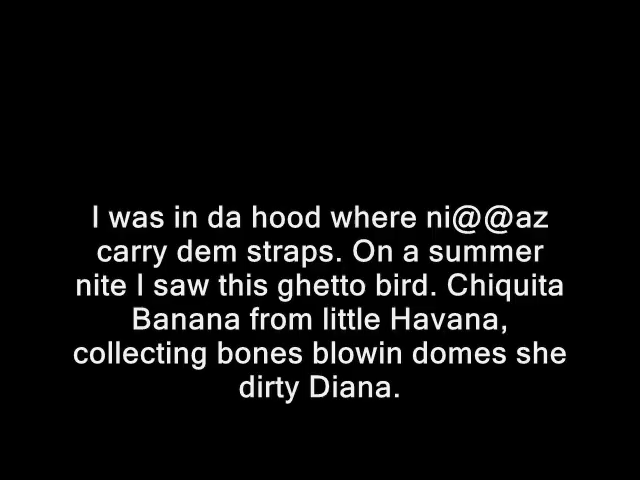 I was in da hood where ni@@az
carry dem straps. On a summer
nite I saw this ghetto bird. Chiquita
Banana from little Havana,
collecting bones blowin domes she
dirty Diana.